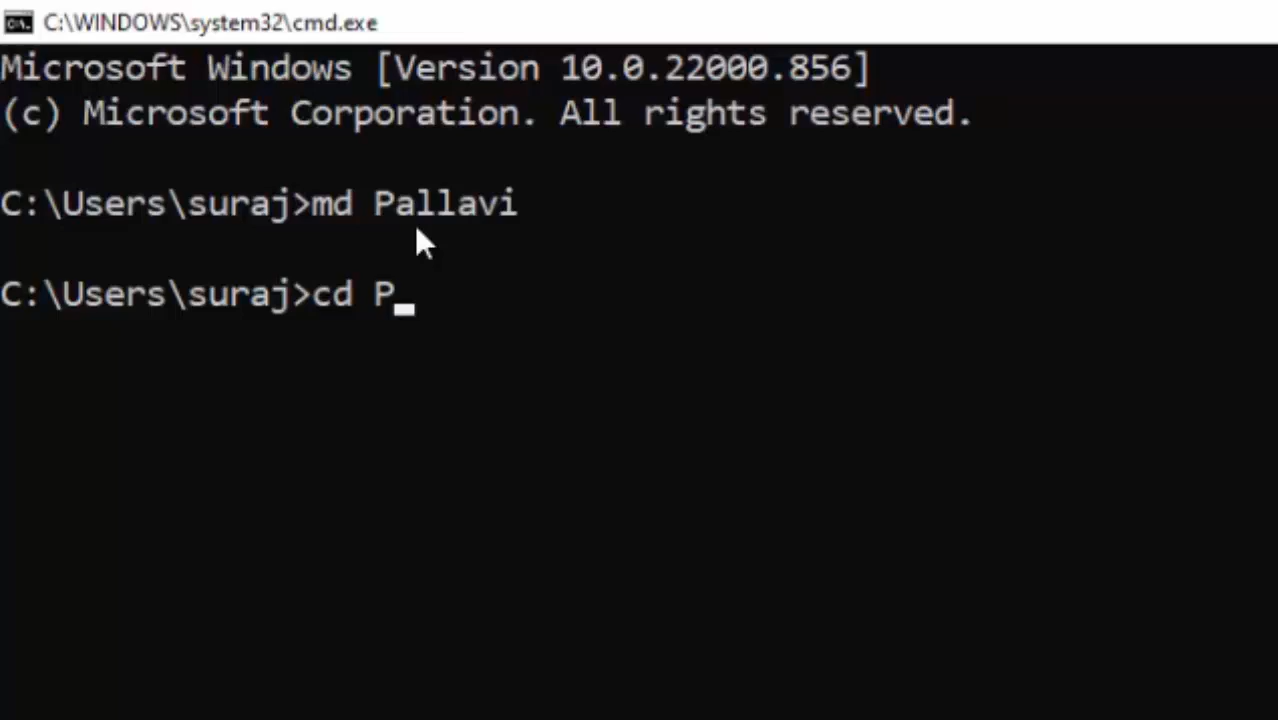 C:\WINDOWS\system32\cmd.exe
Microsoft Windows [Version 10.0.22000.856]
(c) Microsoft Corporation. All rights reserved.
C:\Users\suraj>md Pallavi
C:\Users\suraj>cd P